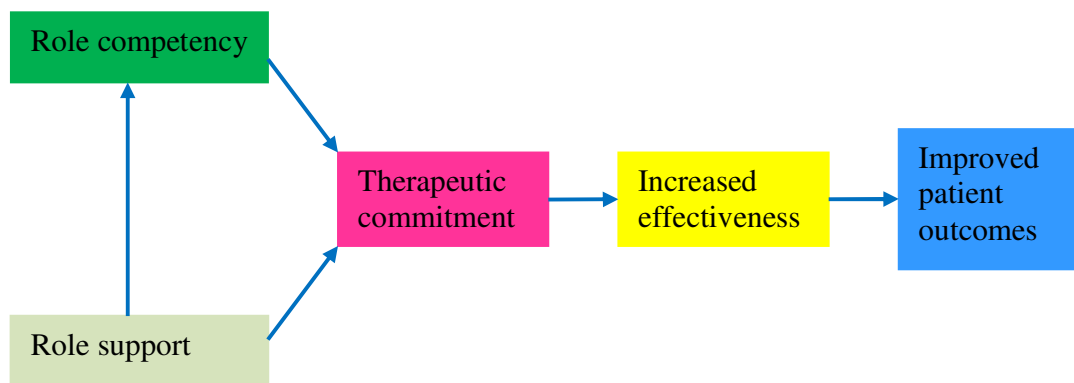 Role competency
Therapeutic
commitment
Increased
effectiveness
Improved
patient
outcomes
Role support